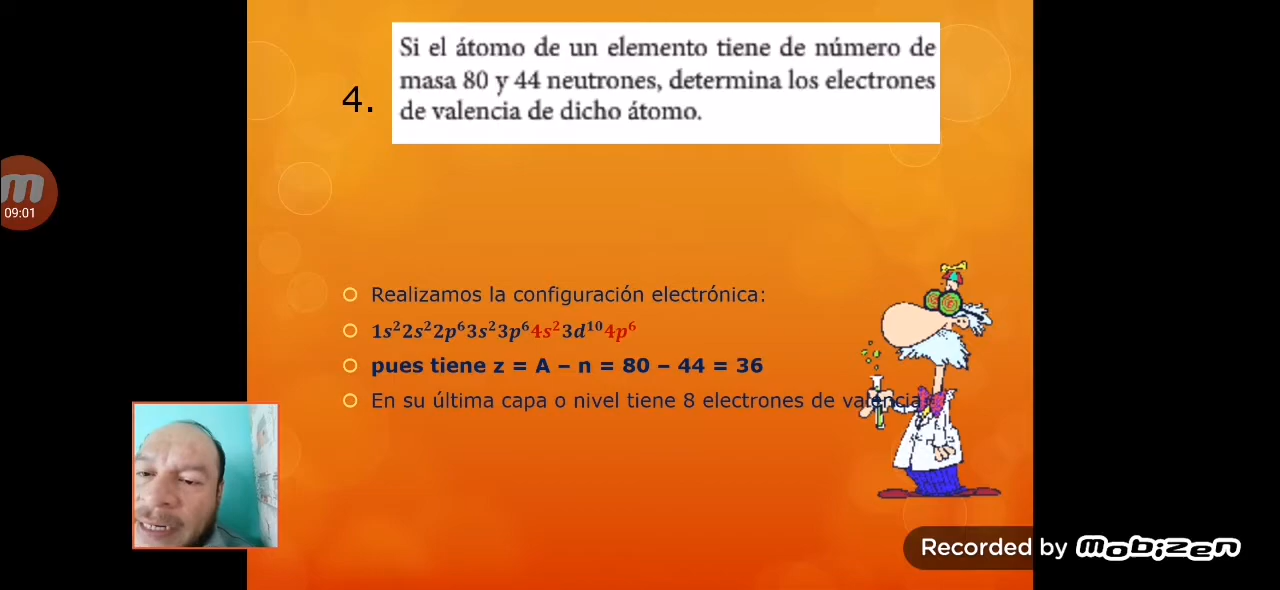 Si el átomo de un elemento tiene de número de
masa 80 y 44 neutrones, determina los electrones
de valencia de dicho átomo.
4.
09:01
Realizamos la configuración electrónica:
1s²2s²2p⁶3s²3p⁶4s²3d¹⁰4p⁶
pues tiene z = A – n = 80 – 44 = 36
En su última capa o nivel tiene 8 electrones de valencia
Recorded by Mobizen